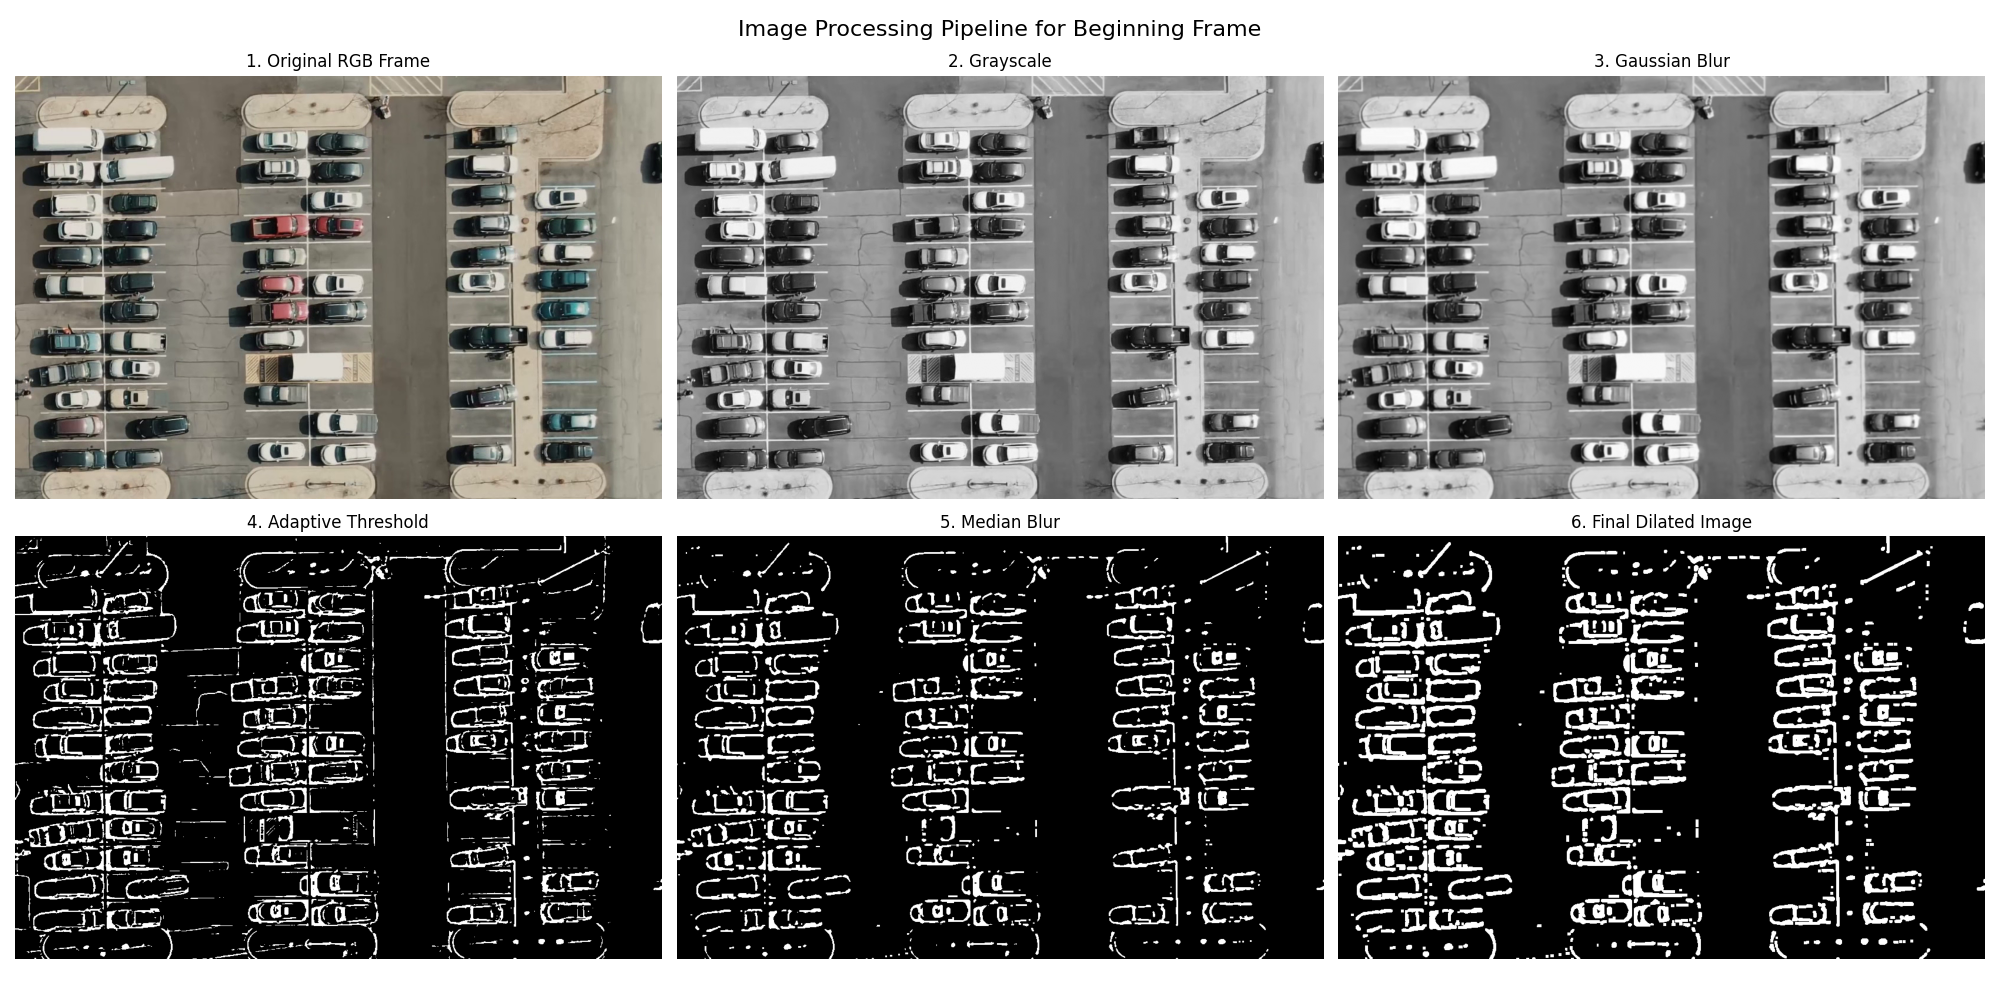 Image Processing Pipeline for Beginning Frame
1. Original RGB Frame
2. Grayscale
3. Gaussian Blur
4. Adaptive Threshold
5. Median Blur
6. Final Dilated Image